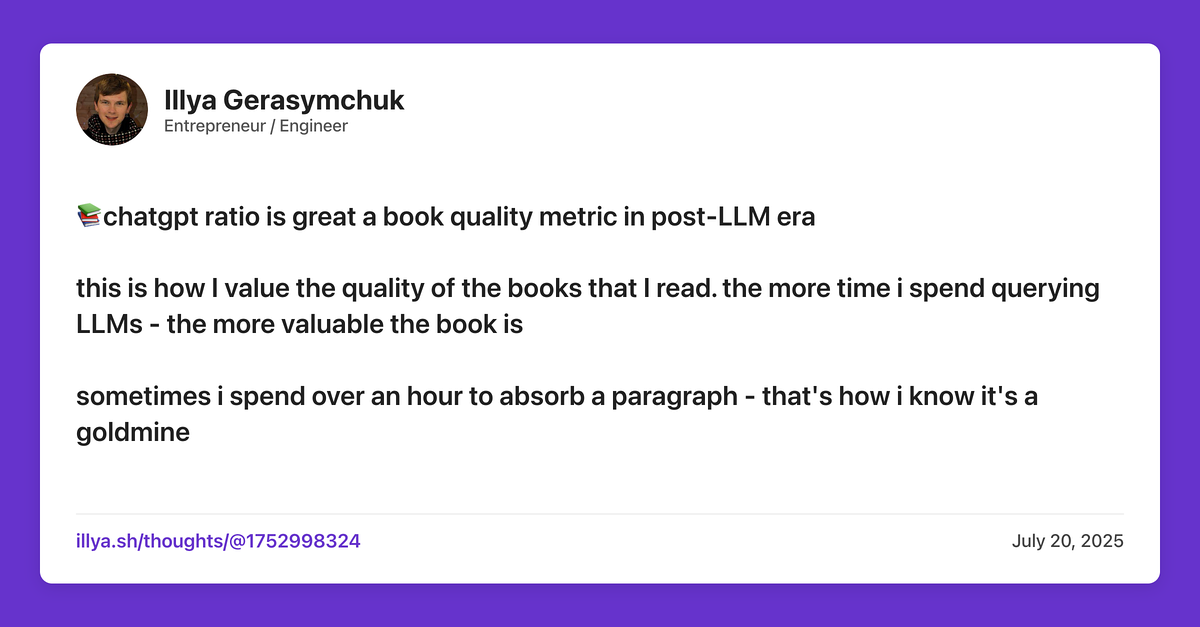 Illya Gerasymchuk
Entrepreneur / Engineer
📚chatgpt ratio is great a book quality metric in post-LLM era
this is how I value the quality of the books that I read. the more time i spend querying
LLMs - the more valuable the book is
sometimes i spend over an hour to absorb a paragraph - that's how i know it's a
goldmine
illya.sh/thoughts/@1752998324
July 20, 2025